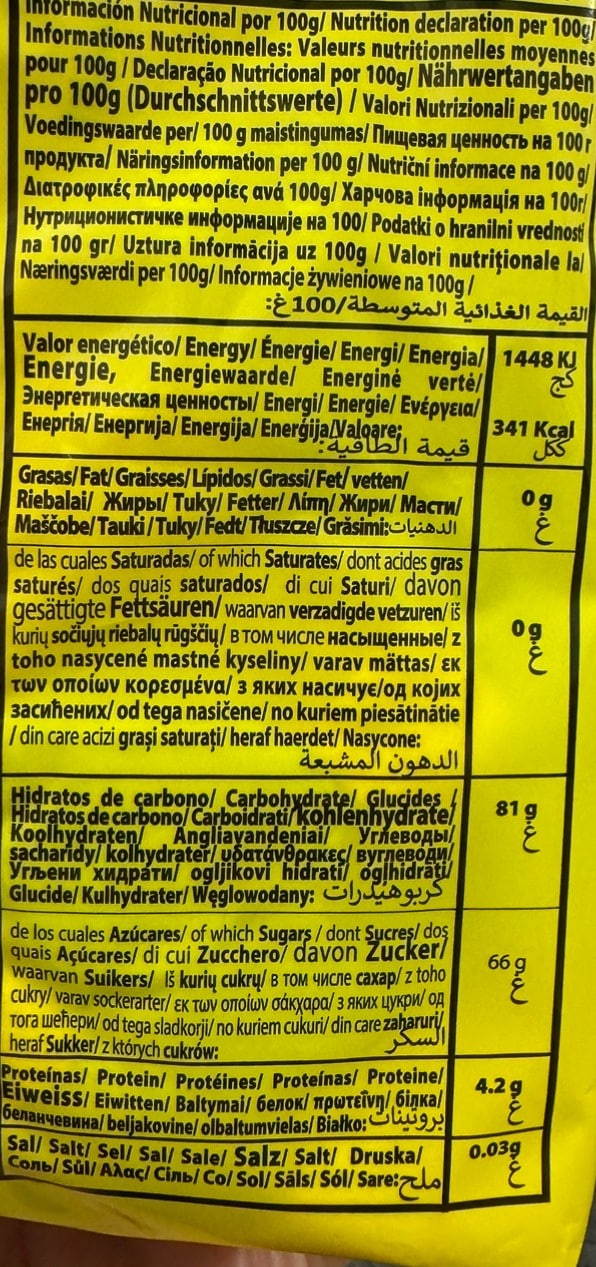 Información Nutricional por 100g/ Nutrition declaration per 100g/
Informations Nutritionnelles: Valeurs nutritionnelles moyennes
pour 100g / Declaração Nutricional por 100g/ Nährwertangaben
pro 100g (Durchschnittswerte) / Valori Nutrizionali per 100g/
Voedingswaarde per/ 100 g maistingumas/ Пищевая ценность на 100 г
продукта/ Näringsinformation per 100 g/ Nutriční informace na 100 g/
Διατροφικές πληροφορίες ανά 100g/ Харчова інформація на 100г/
Нутриционистичке информације на 100/ Podatki o hranilni vrednosti
na 100 gr/ Uztura informācija uz 100g / Valori nutriționale la/
Næringsværdi per 100g/ Informacje żywieniowe na 100g /
القيمة الغذائية المتوسطة/100غ:
Valor energético/ Energy/ Énergie/ Energi/ Energia/
Energie, Energiewaarde/ Energinė vertė/
Энергетическая ценносты/ Energi/ Energie/ Ενέργεια/
Енергія/ Енергија/ Energija/ Enerģija/Valoare:
قيمة الطاقية:
1448 KJ
كج
341 Kcal
ككل
Grasas/ Fat/ Graisses/ Lípidos/ Grassi/ Fet/ vetten/
Riebalai/ Жиры/ Tuky/ Fetter/ Λίπη/ Жири/ Масти/
Maščobe/ Tauki / Tuky/ Fedt/ Tłuszcze/ Grăsimi: الدهنيات
0 g
غ
de las cuales Saturadas/ of which Saturates/ dont acides gras
saturés/ dos quais saturados/ di cui Saturi/ davon
gesättigte Fettsäuren/ waarvan verzadigde vetzuren/ iš
kurių sočiųjų riebalų rūgščių/ в том числе насыщенные/ z
toho nasycené mastné kyseliny/ varav mättas/ εκ
των οποίων κορεσμένα/ з яких насичує/од којих
засићених/ od tega nasičene/ no kuriem piesātinātie
/ din care acizi grași saturați/ heraf haerdet/ Nasycone:
الدهون المشبعة
0 g
غ
Hidratos de carbono/ Carbohydrate/ Glucides /
Hidratos de carbono/ Carboidrati/ kohlenhydrate/
Koolhydraten/ Angliavandeniai/ Углеводы/
sacharidy/ kolhydrater/ υδατάνθρακες/ вуглеводи/
Угљени хидрати/ ogljikovi hidrati/ ogļhidrāti/
Glucide/ Kulhydrater/ Węglowodany: كربوهيدرات
81 g
غ
de los cuales Azúcares/ of which Sugars / dont Sucres/ dos
quais Açúcares/ di cui Zucchero/ davon Zucker/
waarvan Suikers/ Iš kurių cukrų/ в том числе сахар/ z toho
cukry/ varav sockerarter/ εκ των οποίων σάκχαρα/ з яких цукри/ од
тога шећери/ od tega sladkorji/ no kuriem cukuri/ din care zaharuri/
heraf Sukker/ z których cukrów: السكر
66 g
غ
Proteínas/ Protein/ Protéines/ Proteínas/ Proteine/
Eiweiss/ Eiwitten/ Baltymai/ белок/ πρωτεΐνη/ білка/
беланчевина/ beljakovine/ olbaltumvielas/ Białko: بروتينات
4.2 g
غ
Sal/ Salt/ Sel/ Sal/ Sale/ Salz/ Salt/ Druska/
Соль/ Sůl/ Αλας/ Сіль/ Со/ Sol/ Sāls/ Sól/ Sare: ملح
0.03g
غ